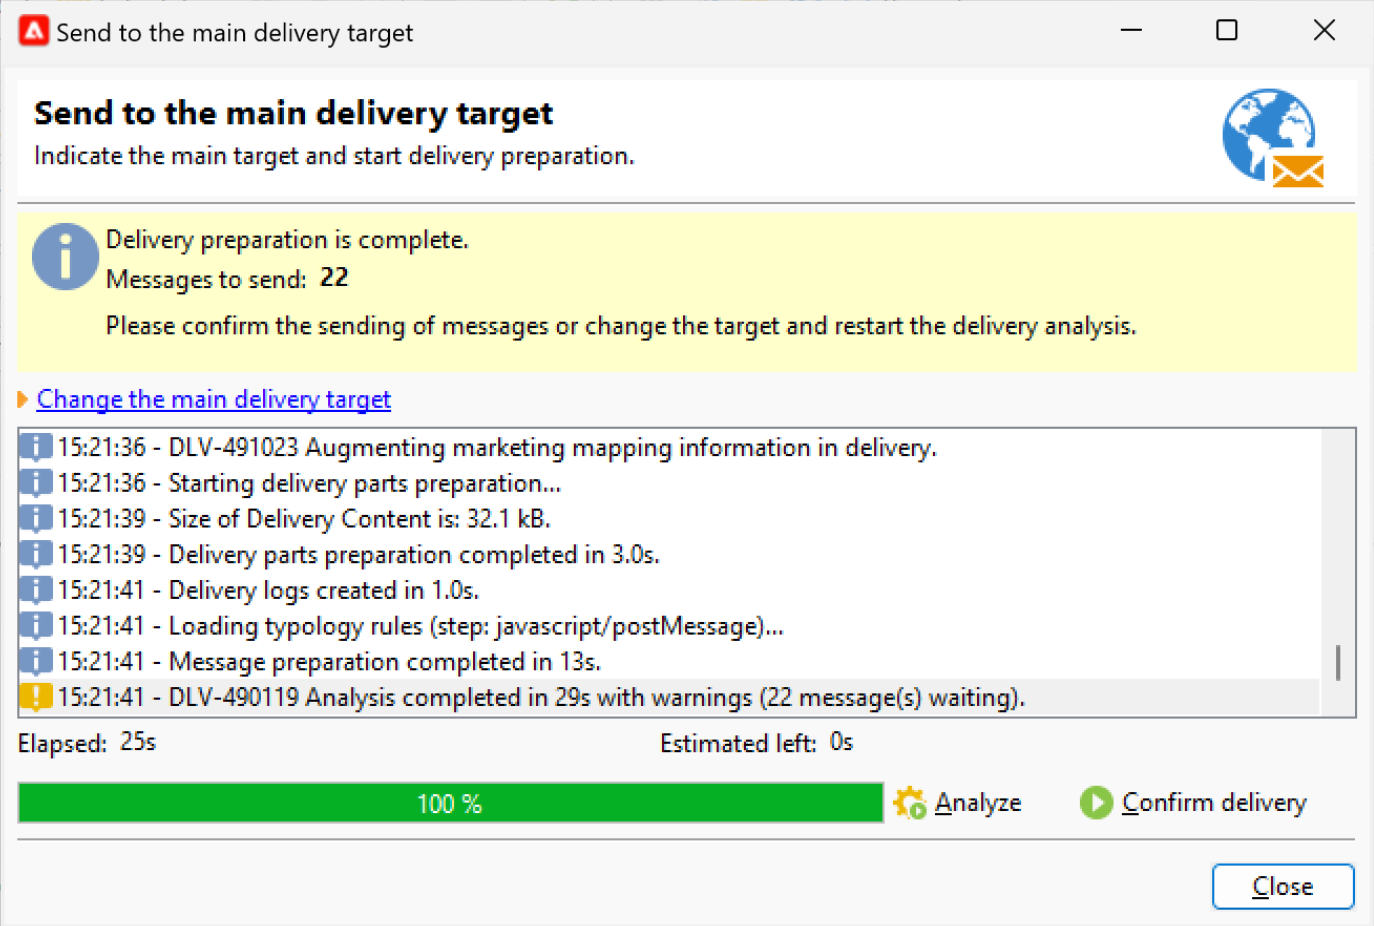 Send to the main delivery target
Send to the main delivery target
Indicate the main target and start delivery preparation.
Delivery preparation is complete.
Messages to send: 22
Please confirm the sending of messages or change the target and restart the delivery analysis.
Change the main delivery target
15:21:36 - DLV-491023 Augmenting marketing mapping information in delivery.
15:21:36 - Starting delivery parts preparation...
15:21:39 - Size of Delivery Content is: 32.1 kB.
15:21:39 - Delivery parts preparation completed in 3.0s.
15:21:41 - Delivery logs created in 1.0s.
15:21:41 - Loading typology rules (step: javascript/postMessage)...
15:21:41 - Message preparation completed in 13s.
15:21:41 - DLV-490119 Analysis completed in 29s with warnings (22 message(s) waiting).
Elapsed: 25s Estimated left: 0s
100 % Analyze Confirm delivery
Close